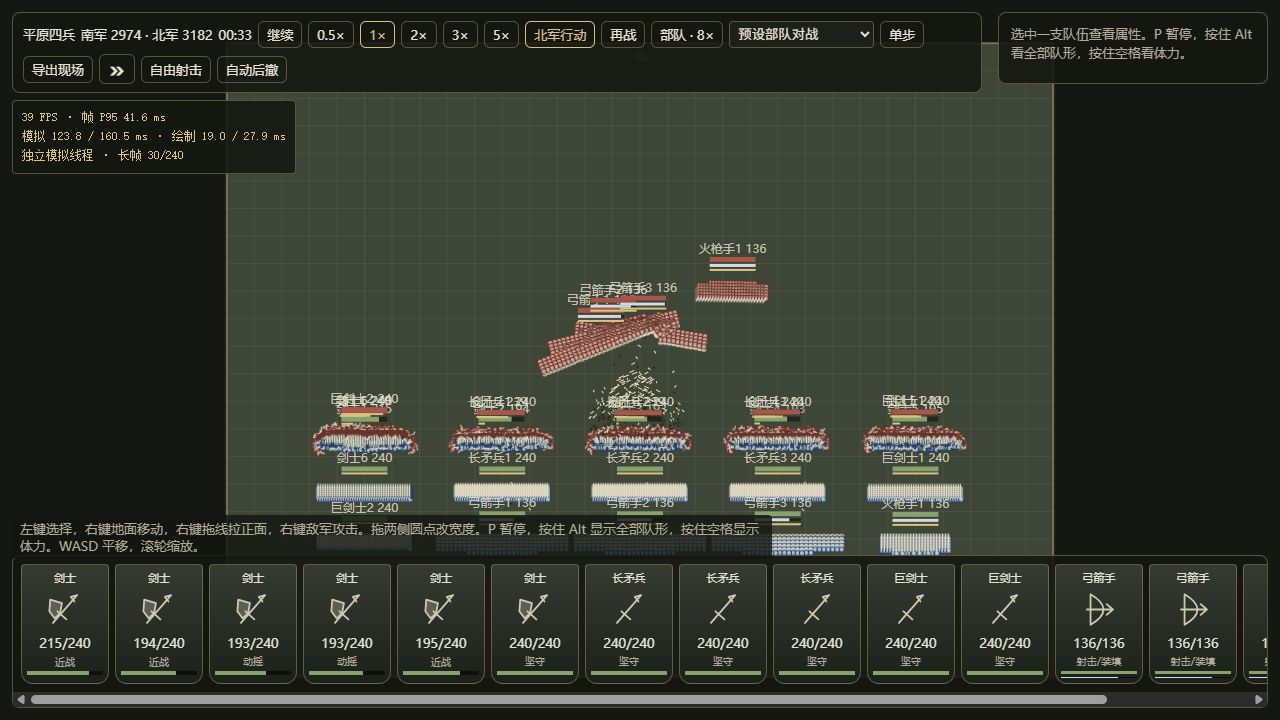 平原四兵 南军 2974 · 北军 3182 00:33 继续 0.5× 1× 2× 3× 5× 北军行动 再战 部队 · 8× 预设部队对战 单步
导出现场 » 自由射击 自动后撤
选中一支队伍查看属性。P 暂停，按住 Alt
看全部队形，按住空格看体力。
北
39 FPS · 帧 P95 41.6 ms
模拟 123.8 / 160.5 ms · 绘制 19.0 / 27.9 ms
独立模拟线程 · 长帧 30/240
火枪手1 136
弓箭手3 136
剑士6 240 长矛兵1 240 长矛兵2 240 长矛兵3 240 巨剑士1 240
巨剑士2 240 弓箭手1 136 弓箭手2 136 弓箭手3 136 火枪手1 136
左键选择，右键地面移动，右键拖线拉正面，右键敌军攻击。拖两侧圆点改宽度。P 暂停，按住 Alt 显示全部队形，按住空格显示
体力。WASD 平移，滚轮缩放。
剑士 剑士 剑士 剑士 剑士 剑士 长矛兵 长矛兵 长矛兵 巨剑士 巨剑士 弓箭手 弓箭手
215/240 194/240 193/240 193/240 195/240 240/240 240/240 240/240 240/240 240/240 240/240 136/136 136/136
近战 近战 动摇 动摇 近战 坚守 坚守 坚守 坚守 坚守 坚守 射击/装填 射击/装填